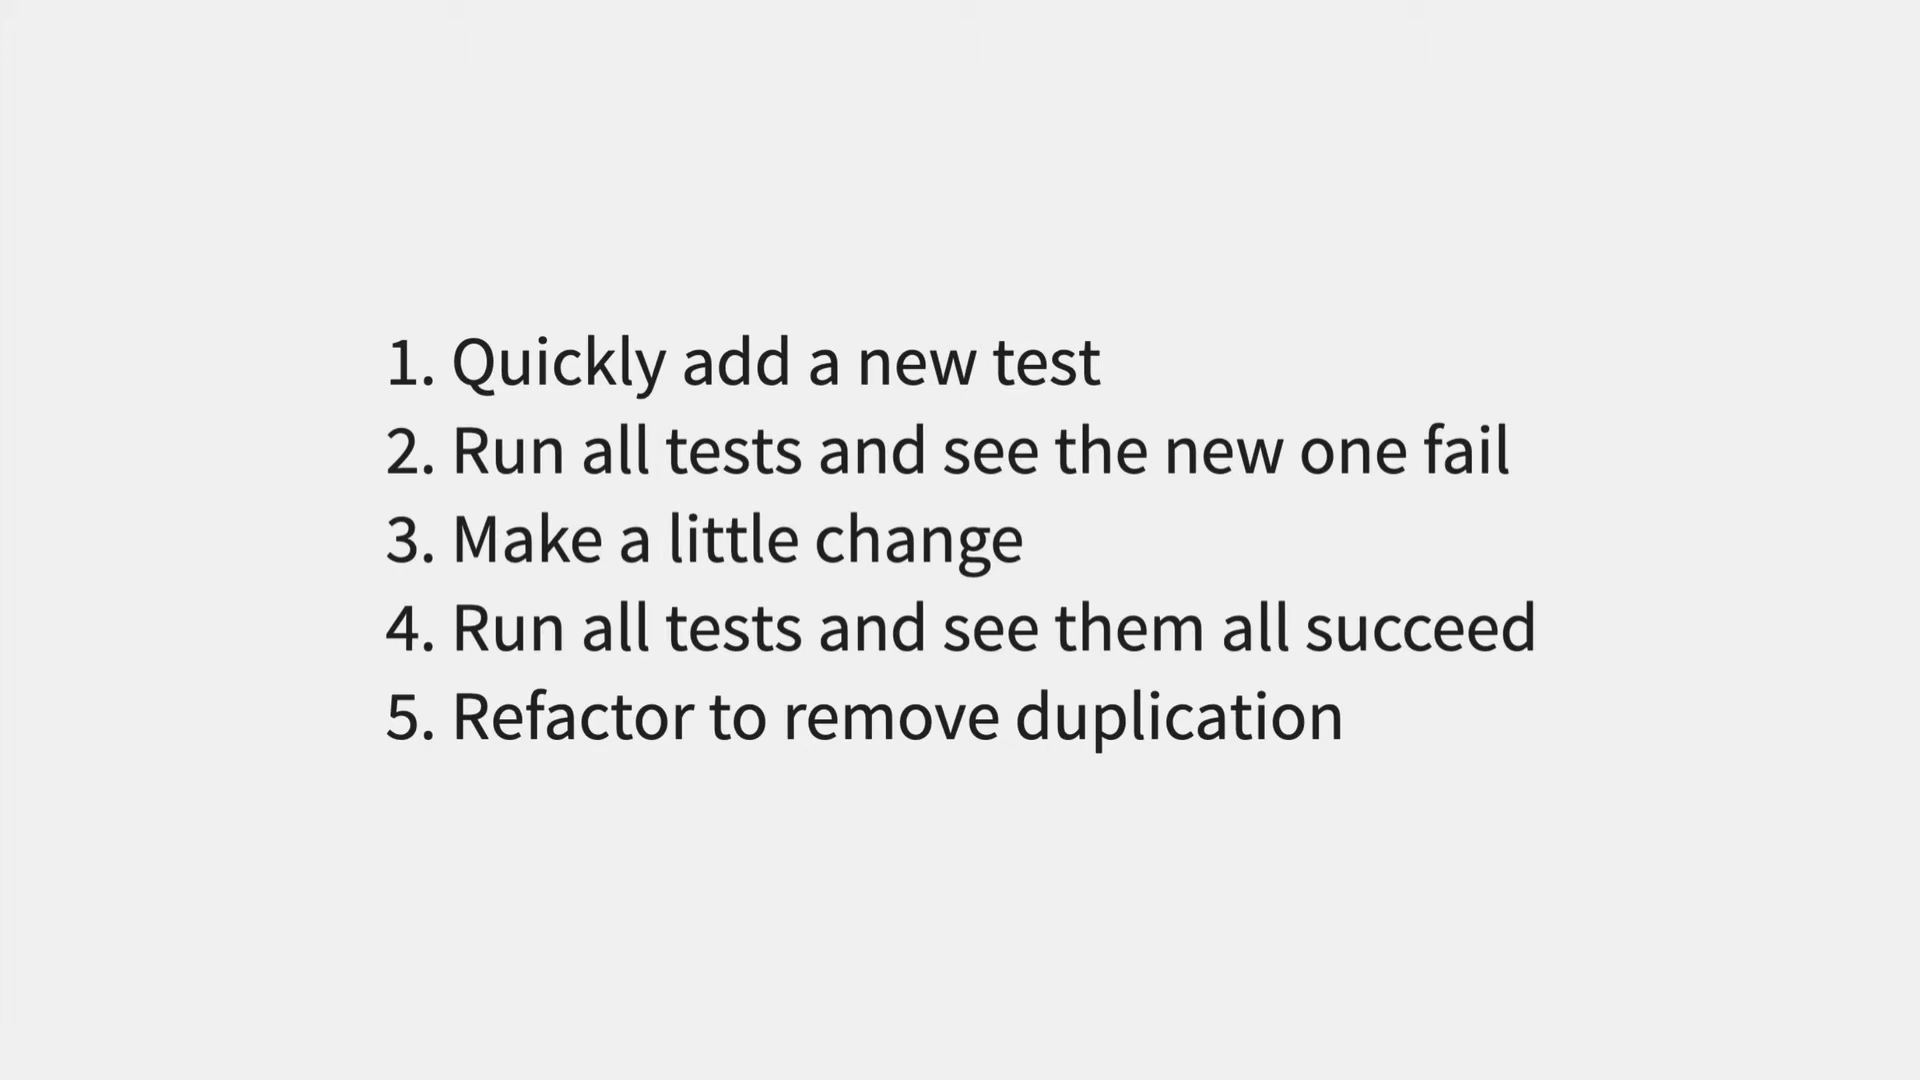 1. Quickly add a new test
2. Run all tests and see the new one fail
3. Make a little change
4. Run all tests and see them all succeed
5. Refactor to remove duplication